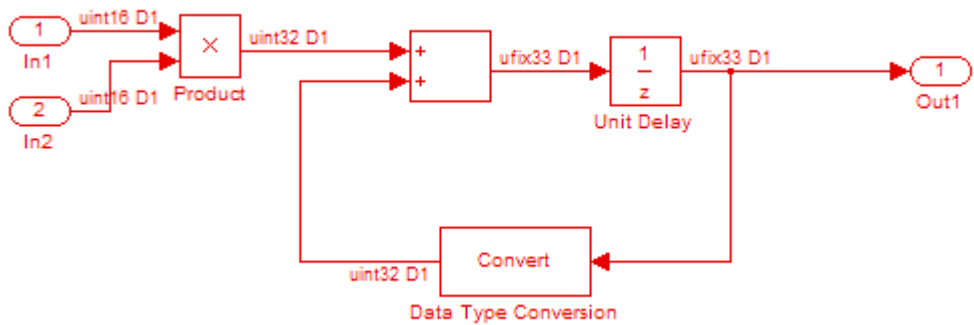 uint16 D1
1
In1
×
uint32 D1
Product
2
uint16 D1
In2
+
+
ufix33 D1
1
z
Unit Delay
ufix33 D1
1
Out1
Convert
uint32 D1
Data Type Conversion